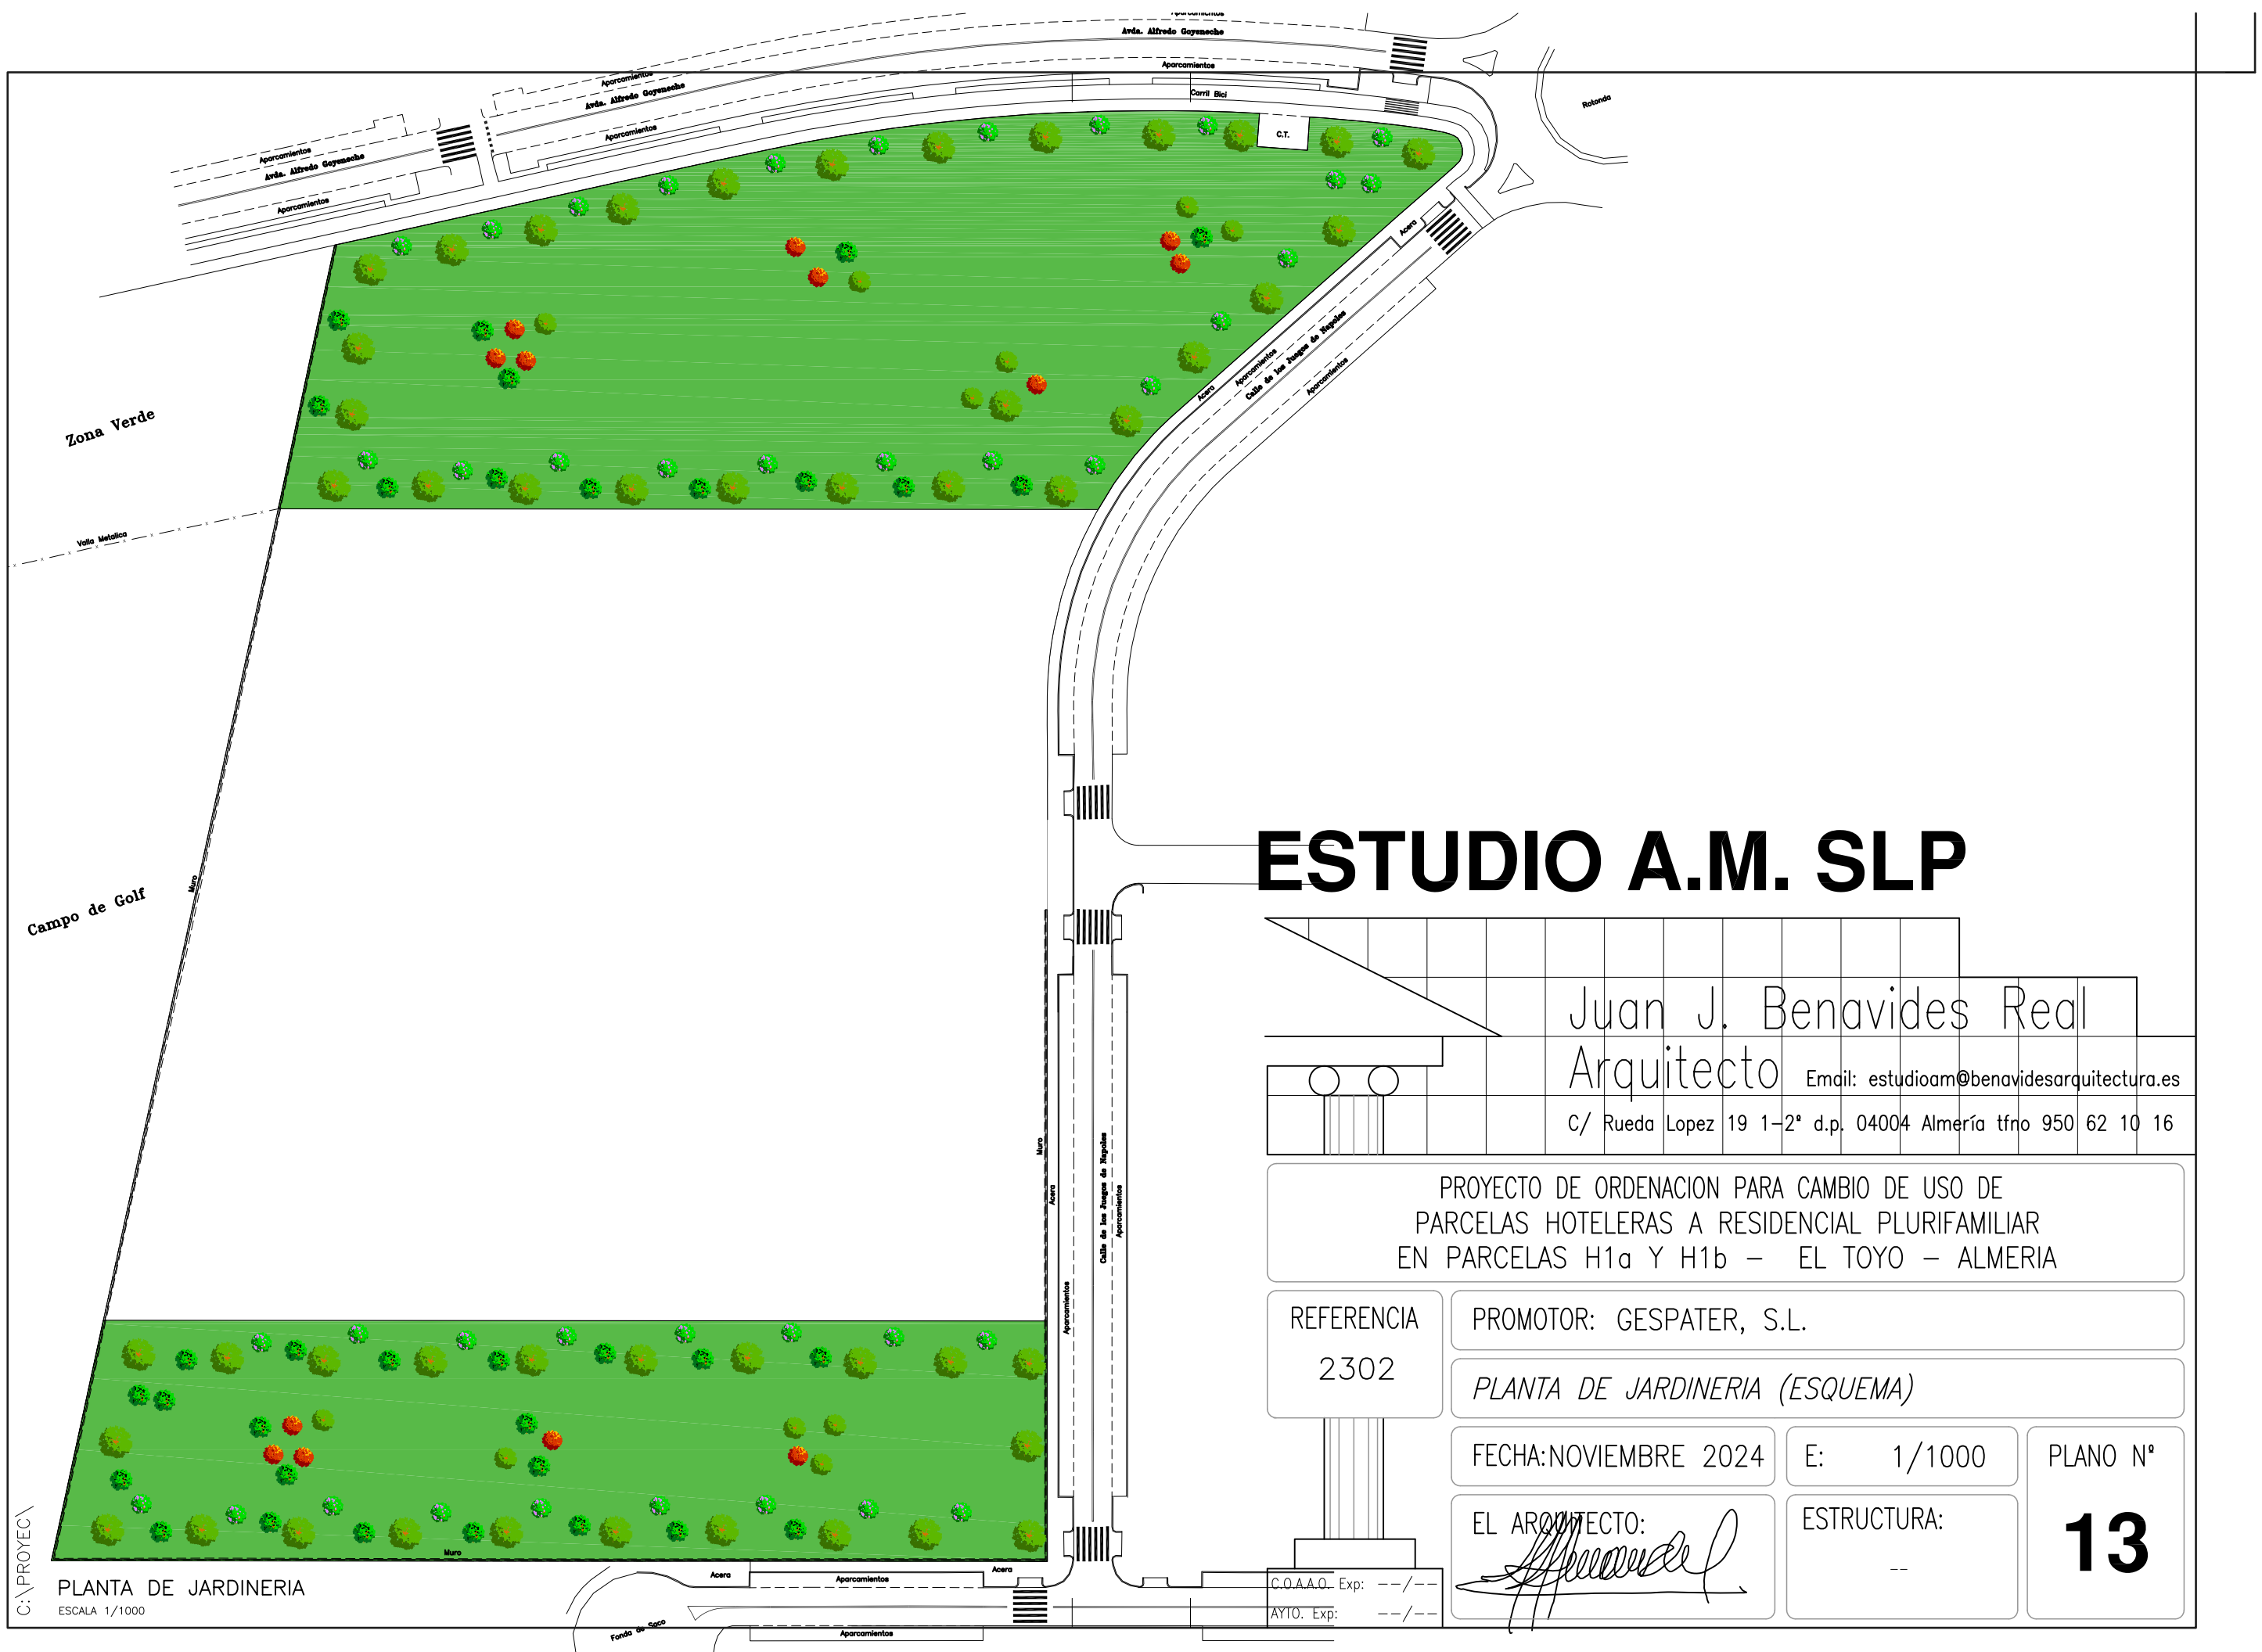 Aparcamientos
Avda. Alfredo Goyeneche
Aparcamientos
Aparcamientos
Avda. Alfredo Goyeneche
Carril Bici
Rotonda
Aparcamientos
C.T.
Aparcamientos
Avda. Alfredo Goyeneche
Aparcamientos
Acera
Aparcamientos
Calle de los Juegos de Napoles
Aparcamientos
Acera
Zona Verde
Valla Metalica
Muro
Campo de Golf
Muro
Acera
Calle de los Juegos de Napoles
Aparcamientos
Aparcamientos
Muro
Acera
Aparcamientos
Acera
Fonda de Soco
Aparcamientos
C:\PROYEC\
PLANTA DE JARDINERIA
ESCALA 1/1000
ESTUDIO A.M. SLP
Juan J. Benavides Real
Arquitecto Email: estudioam@benavidesarquitectura.es
C/ Rueda Lopez 19 1-2ª d.p. 04004 Almería tfno 950 62 10 16
PROYECTO DE ORDENACION PARA CAMBIO DE USO DE
PARCELAS HOTELERAS A RESIDENCIAL PLURIFAMILIAR
EN PARCELAS H1a Y H1b - EL TOYO - ALMERIA
REFERENCIA
2302
PROMOTOR: GESPATER, S.L.
PLANTA DE JARDINERIA (ESQUEMA)
FECHA:NOVIEMBRE 2024
E: 1/1000
PLANO Nº
13
EL ARQUITECTO:
ESTRUCTURA:
--
C.O.A.A.O. Exp: --/--
AYTO. Exp: --/--